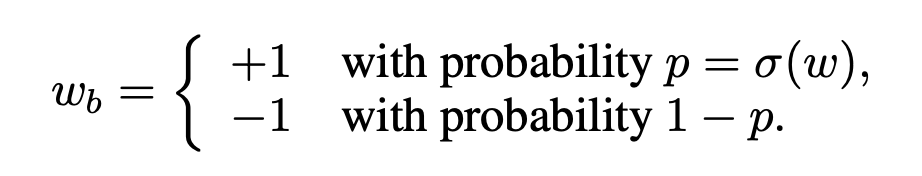 w_b = { +1 with probability p = σ(w),
−1 with probability 1 − p.